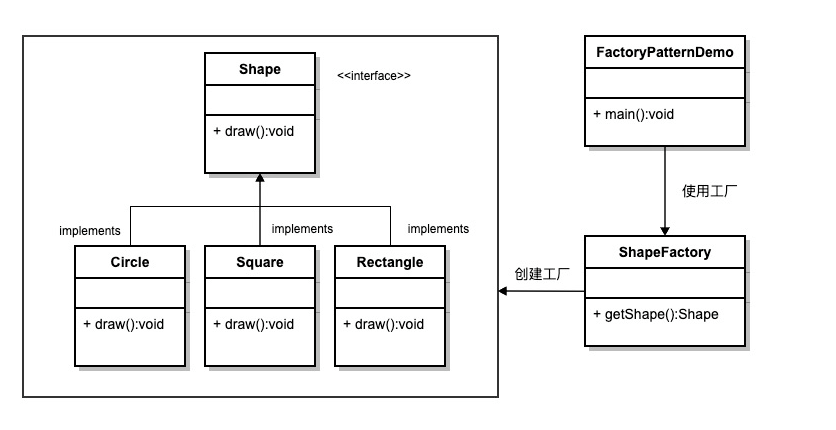 Shape
<<interface>>
+ draw():void
implements
implements
implements
Circle
+ draw():void
Square
+ draw():void
Rectangle
+ draw():void
FactoryPatternDemo
+ main():void
使用工厂
ShapeFactory
+ getShape():Shape
创建工厂